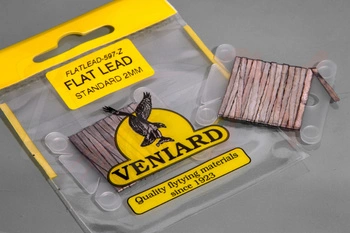 FLATLEAD-597-Z
FLAT LEAD
STANDARD 2MM
VENIARD
Quality flytying materials
since 1923